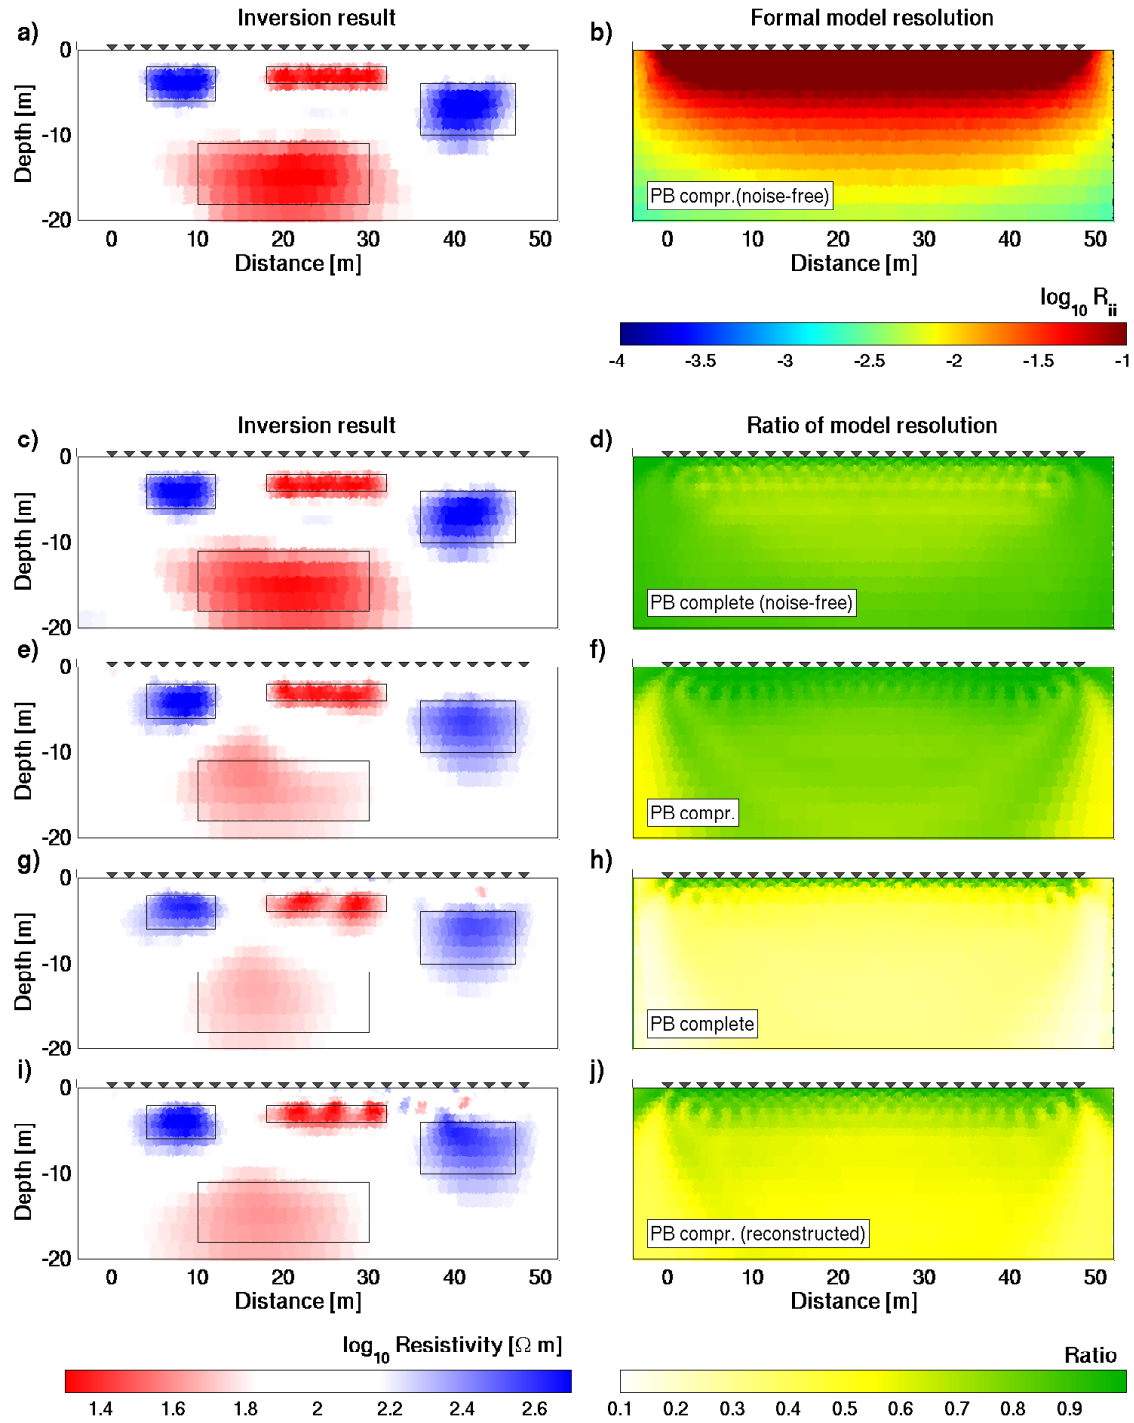 Inversion result
Formal model resolution
a)
b)
0
-10
-20
Depth [m]
PB compr.(noise-free)
0 10 20 30 40 50
0 10 20 30 40 50
Distance [m]
Distance [m]
log10 Rii
-4 -3.5 -3 -2.5 -2 -1.5 -1
Inversion result
Ratio of model resolution
c)
d)
0
-10
-20
Depth [m]
PB complete (noise-free)
e)
f)
0
-10
-20
Depth [m]
PB compr.
g)
h)
0
-10
-20
Depth [m]
PB complete
i)
j)
0
-10
-20
Depth [m]
PB compr. (reconstructed)
0 10 20 30 40 50
0 10 20 30 40 50
Distance [m]
Distance [m]
log10 Resistivity [Ω m]
Ratio
1.4 1.6 1.8 2 2.2 2.4 2.6
0.1 0.2 0.3 0.4 0.5 0.6 0.7 0.8 0.9